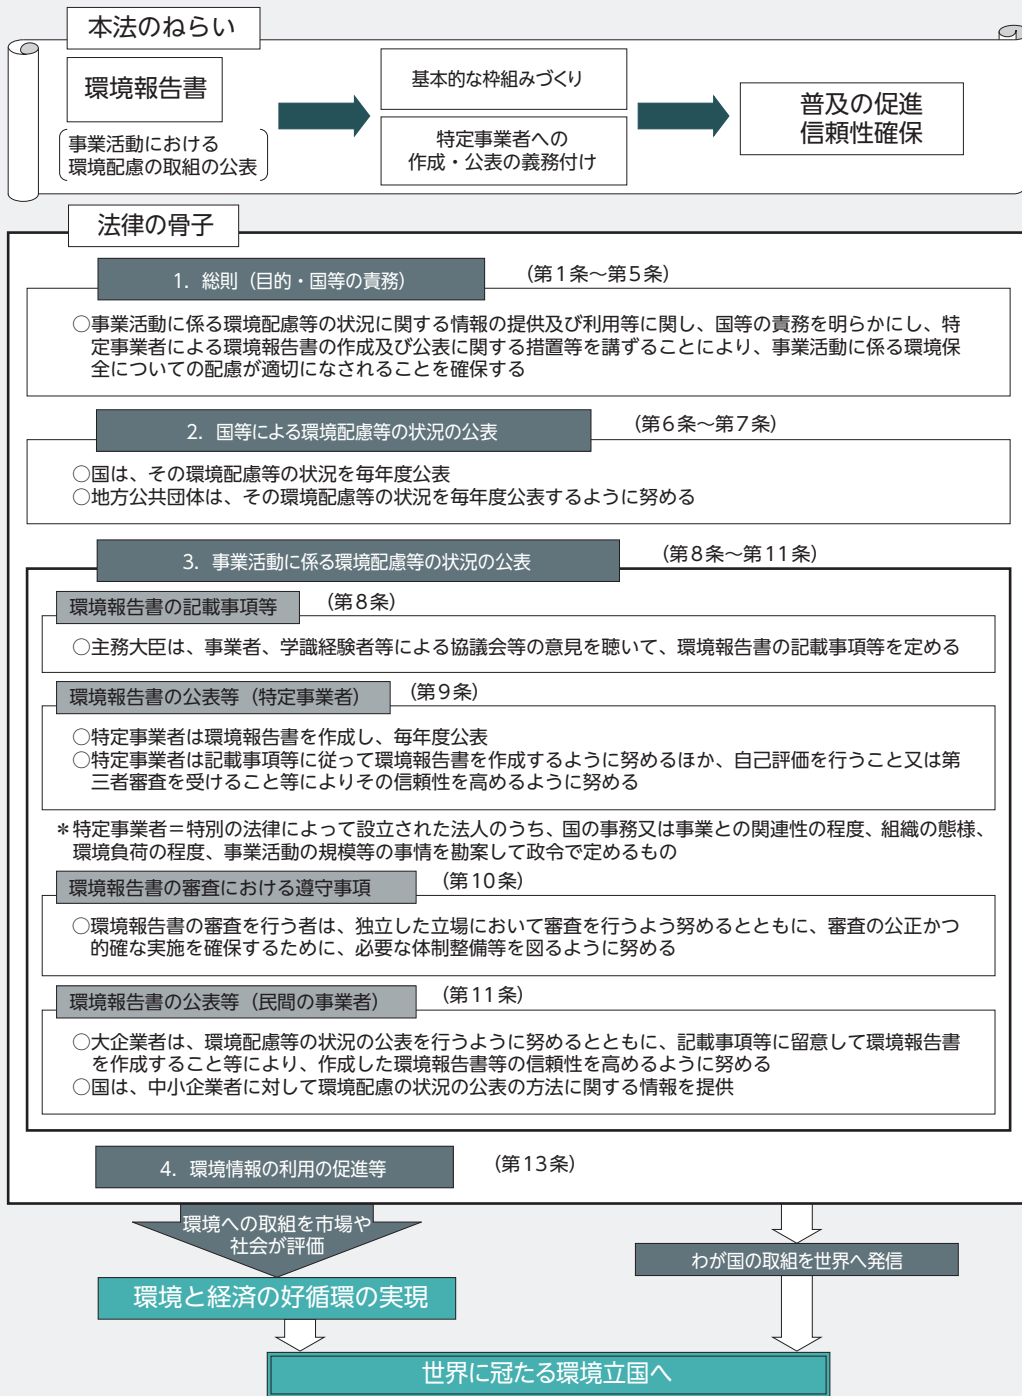 本法のねらい
環境報告書
事業活動における
環境配慮の取組の公表
基本的な枠組みづくり
特定事業者への
作成・公表の義務付け
普及の促進
信頼性確保
法律の骨子
1. 総則（目的・国等の責務）
（第1条～第5条）
○事業活動に係る環境配慮等の状況に関する情報の提供及び利用等に関し、国等の責務を明らかにし、特
定事業者による環境報告書の作成及び公表に関する措置等を講ずることにより、事業活動に係る環境保
全についての配慮が適切になされることを確保する
2. 国等による環境配慮等の状況の公表
（第6条～第7条）
○国は、その環境配慮等の状況を毎年度公表
○地方公共団体は、その環境配慮等の状況を毎年度公表するように努める
3. 事業活動に係る環境配慮等の状況の公表
（第8条～第11条）
環境報告書の記載事項等
（第8条）
○主務大臣は、事業者、学識経験者等による協議会等の意見を聴いて、環境報告書の記載事項等を定める
環境報告書の公表等（特定事業者）
（第9条）
○特定事業者は環境報告書を作成し、毎年度公表
○特定事業者は記載事項等に従って環境報告書を作成するように努めるほか、自己評価を行うこと又は第
三者審査を受けること等によりその信頼性を高めるように努める
＊特定事業者＝特別の法律によって設立された法人のうち、国の事務又は事業との関連性の程度、組織の態様、
環境負荷の程度、事業活動の規模等の事情を勘案して政令で定めるもの
環境報告書の審査における遵守事項
（第10条）
○環境報告書の審査を行う者は、独立した立場において審査を行うよう努めるとともに、審査の公正かつ
的確な実施を確保するために、必要な体制整備等を図るように努める
環境報告書の公表等（民間の事業者）
（第11条）
○大企業者は、環境配慮等の状況の公表を行うように努めるとともに、記載事項等に留意して環境報告書
を作成すること等により、作成した環境報告書等の信頼性を高めるように努める
○国は、中小企業者に対して環境配慮の状況の公表の方法に関する情報を提供
4. 環境情報の利用の促進等
（第13条）
環境への取組を市場や
社会が評価
わが国の取組を世界へ発信
環境と経済の好循環の実現
世界に冠たる環境立国へ